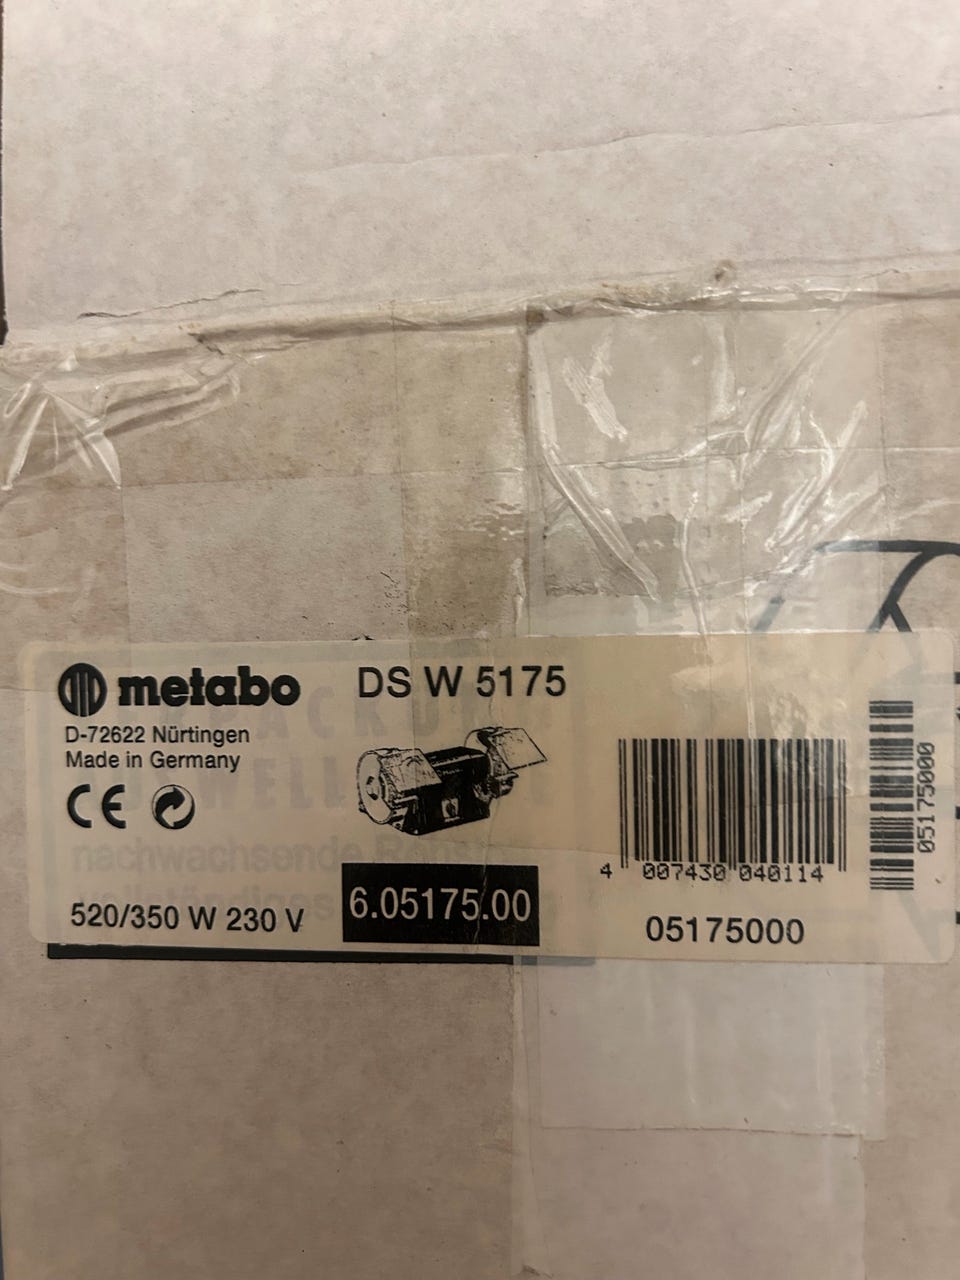 metabo
DS W 5175
D-72622 Nürtingen
Made in Germany
CE
520/350 W 230 V
6.05175.00
4 007430 040114
05175000
05175000
nachwachsende